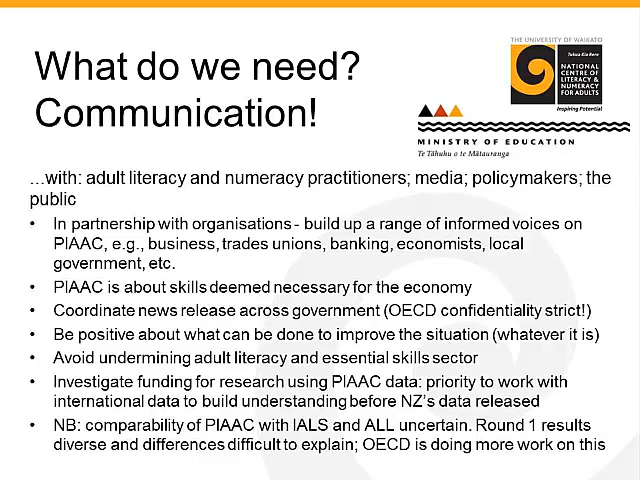 What do we need?
Communication!
THE UNIVERSITY OF WAIKATO
Tukua Kia Rere
NATIONAL
CENTRE OF
LITERACY &
NUMERACY
FOR ADULTS
Inspiring Potential
MINISTRY OF EDUCATION
Te Tāhuhu o te Mātauranga
...with: adult literacy and numeracy practitioners; media; policymakers; the
public
• In partnership with organisations - build up a range of informed voices on
PIAAC, e.g., business, trades unions, banking, economists, local
government, etc.
• PIAAC is about skills deemed necessary for the economy
• Coordinate news release across government (OECD confidentiality strict!)
• Be positive about what can be done to improve the situation (whatever it is)
• Avoid undermining adult literacy and essential skills sector
• Investigate funding for research using PIAAC data: priority to work with
international data to build understanding before NZ's data released
• NB: comparability of PIAAC with IALS and ALL uncertain. Round 1 results
diverse and differences difficult to explain; OECD is doing more work on this